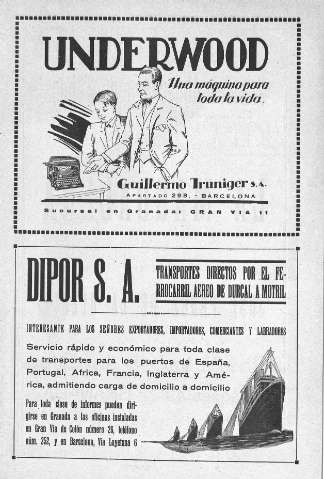 UNDERWOOD
Una máquina para
toda la vida.
Guillermo Truniger S.A.
APARTADO 298. - BARCELONA
Sucursal en Granada: GRAN VIA 11
DIPOR S. A.
TRANSPORTES DIRECTOS POR EL FE-
RROCARRIL AEREO DE DURCAL A MOTRIL
INTERESANTE PARA LOS SEÑORES EXPORTADORES, IMPORTADORES, COMERCIANTES Y LABRADORES
Servicio rápido y económico para toda clase
de transportes para los puertos de España,
Portugal, Africa, Francia, Inglaterra y Amé-
rica, admitiendo carga de domicilio a domicilio
Para toda clase de informes pueden diri-
girse en Granada a las oficinas instaladas
en Gran Vía de Colón número 26, teléfono
núm. 252, y en Barcelona, Vía Layetana 6